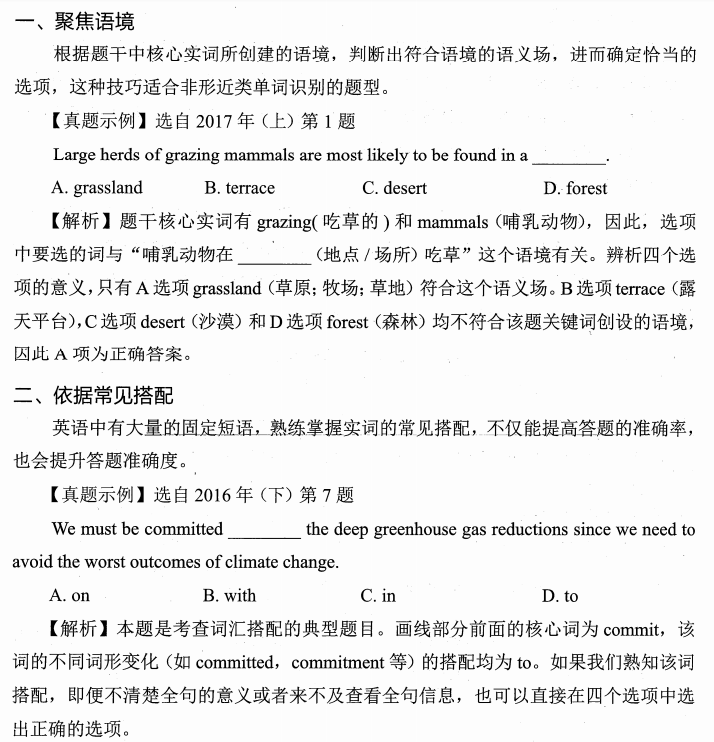 一、聚焦语境
根据题干中核心实词所创建的语境，判断出符合语境的语义场，进而确定恰当的
选项，这种技巧适合非形近类单词识别的题型。
【真题示例】选自 2017 年（上）第 1 题
Large herds of grazing mammals are most likely to be found in a ________.
A. grassland B. terrace C. desert D. forest
【解析】题干核心实词有 grazing( 吃草的 ) 和 mammals（哺乳动物），因此，选项
中要选的词与“哺乳动物在 ________（地点 / 场所）吃草”这个语境有关。辨析四个选
项的意义，只有 A 选项 grassland（草原；牧场；草地）符合这个语义场。B 选项 terrace（露
天平台），C 选项 desert（沙漠）和 D 选项 forest（森林）均不符合该题关键词创设的语境，
因此 A 项为正确答案。
二、依据常见搭配
英语中有大量的固定短语，熟练掌握实词的常见搭配，不仅能提高答题的准确率，
也会提升答题准确度。
【真题示例】选自 2016 年（下）第 7 题
We must be committed ________ the deep greenhouse gas reductions since we need to
avoid the worst outcomes of climate change.
A. on B. with C. in D. to
【解析】本题是考查词汇搭配的典型题目。画线部分前面的核心词为 commit，该
词的不同词形变化（如 committed，commitment 等）的搭配均为 to。如果我们熟知该词
搭配，即便不清楚全句的意义或者来不及查看全句信息，也可以直接在四个选项中选
出正确的选项。